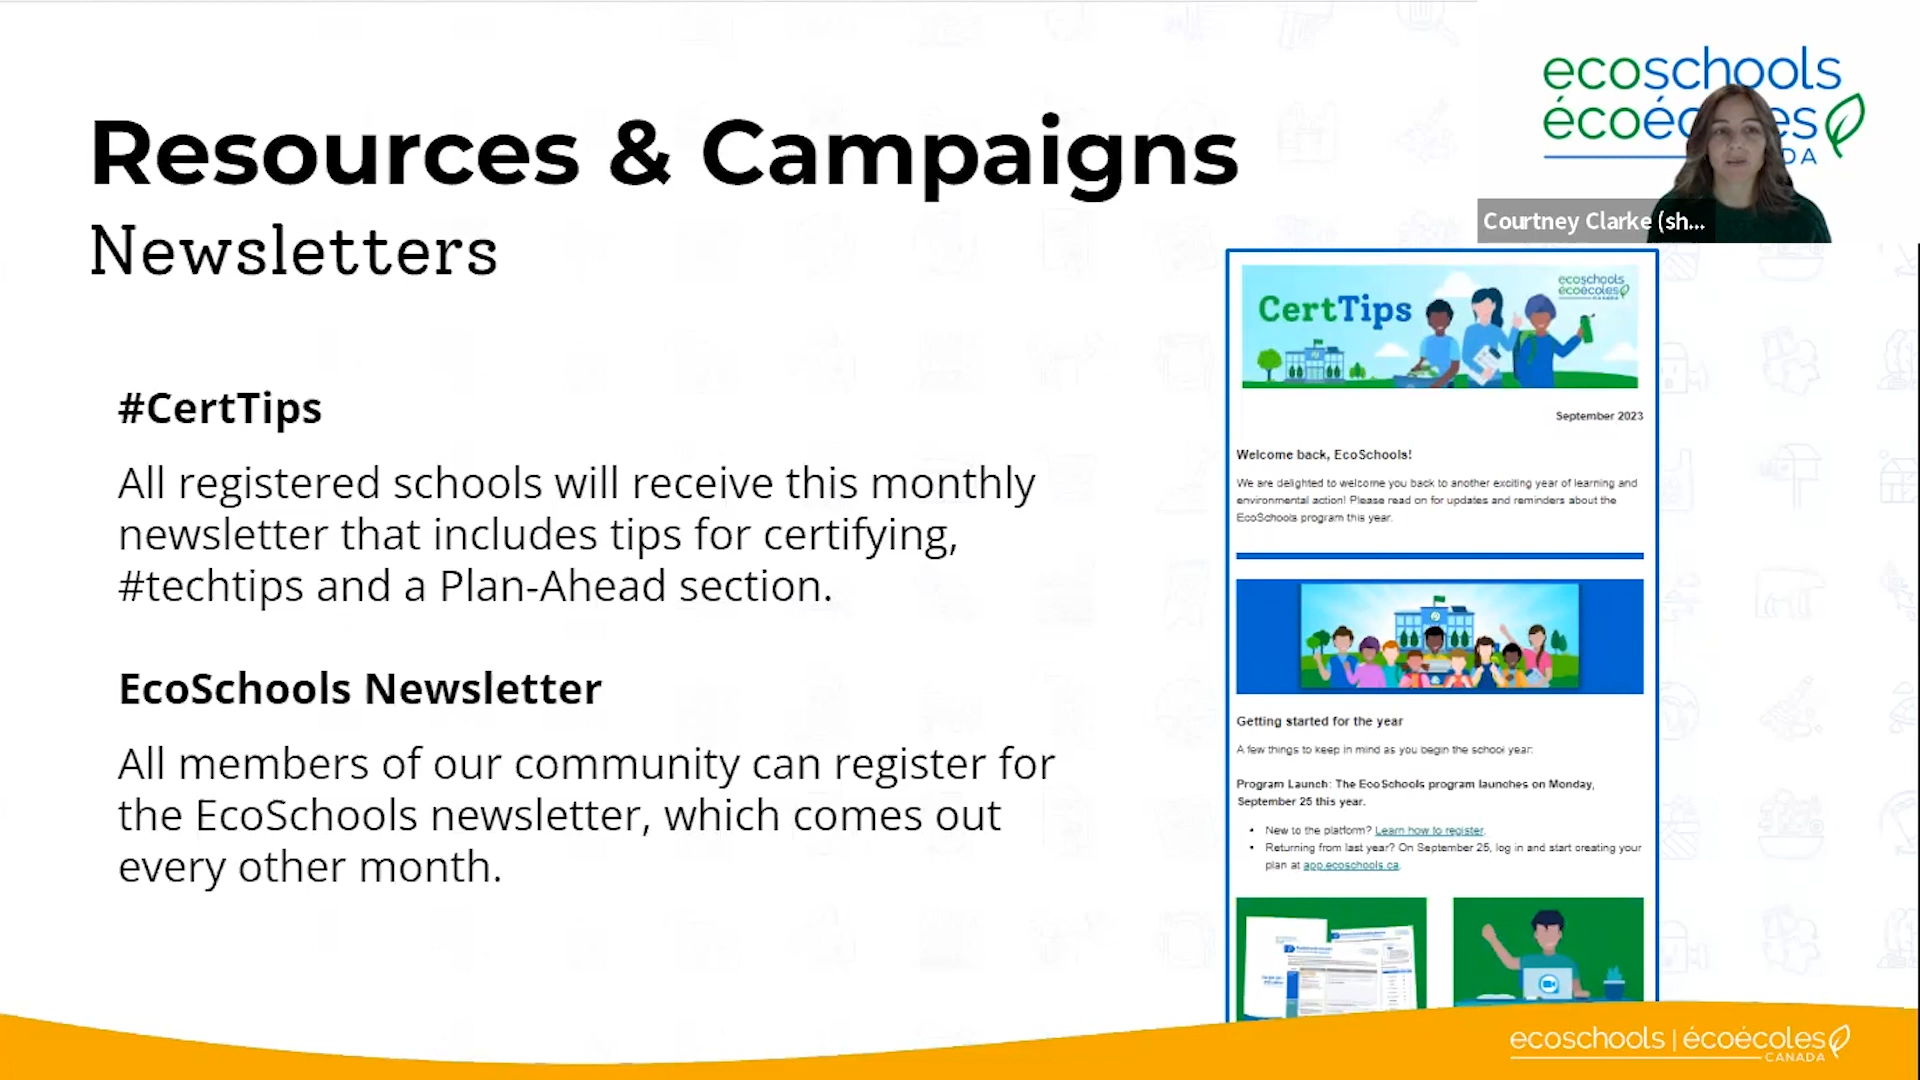 Resources & Campaigns
Newsletters
#CertTips
All registered schools will receive this monthly
newsletter that includes tips for certifying,
#techtips and a Plan-Ahead section.
EcoSchools Newsletter
All members of our community can register for
the EcoSchools newsletter, which comes out
every other month.
ecoschools
Courtney Clarke (sh...
CertTips
ecoschools
écoécoles
CANADA
September 2023
Welcome back, EcoSchools!
We are delighted to welcome you back to another exciting year of learning and
environmental action! Please read on for updates and reminders about the
EcoSchools program this year.
Getting started for the year
A few things to keep in mind as you begin the school year:
Program Launch: The EcoSchools program launches on Monday,
September 25 this year.
• New to the platform? Learn how to register.
• Returning from last year? On September 25, log in and start creating your
plan at app.ecoschools.ca.
ecoschools | écoécoles
CANADA